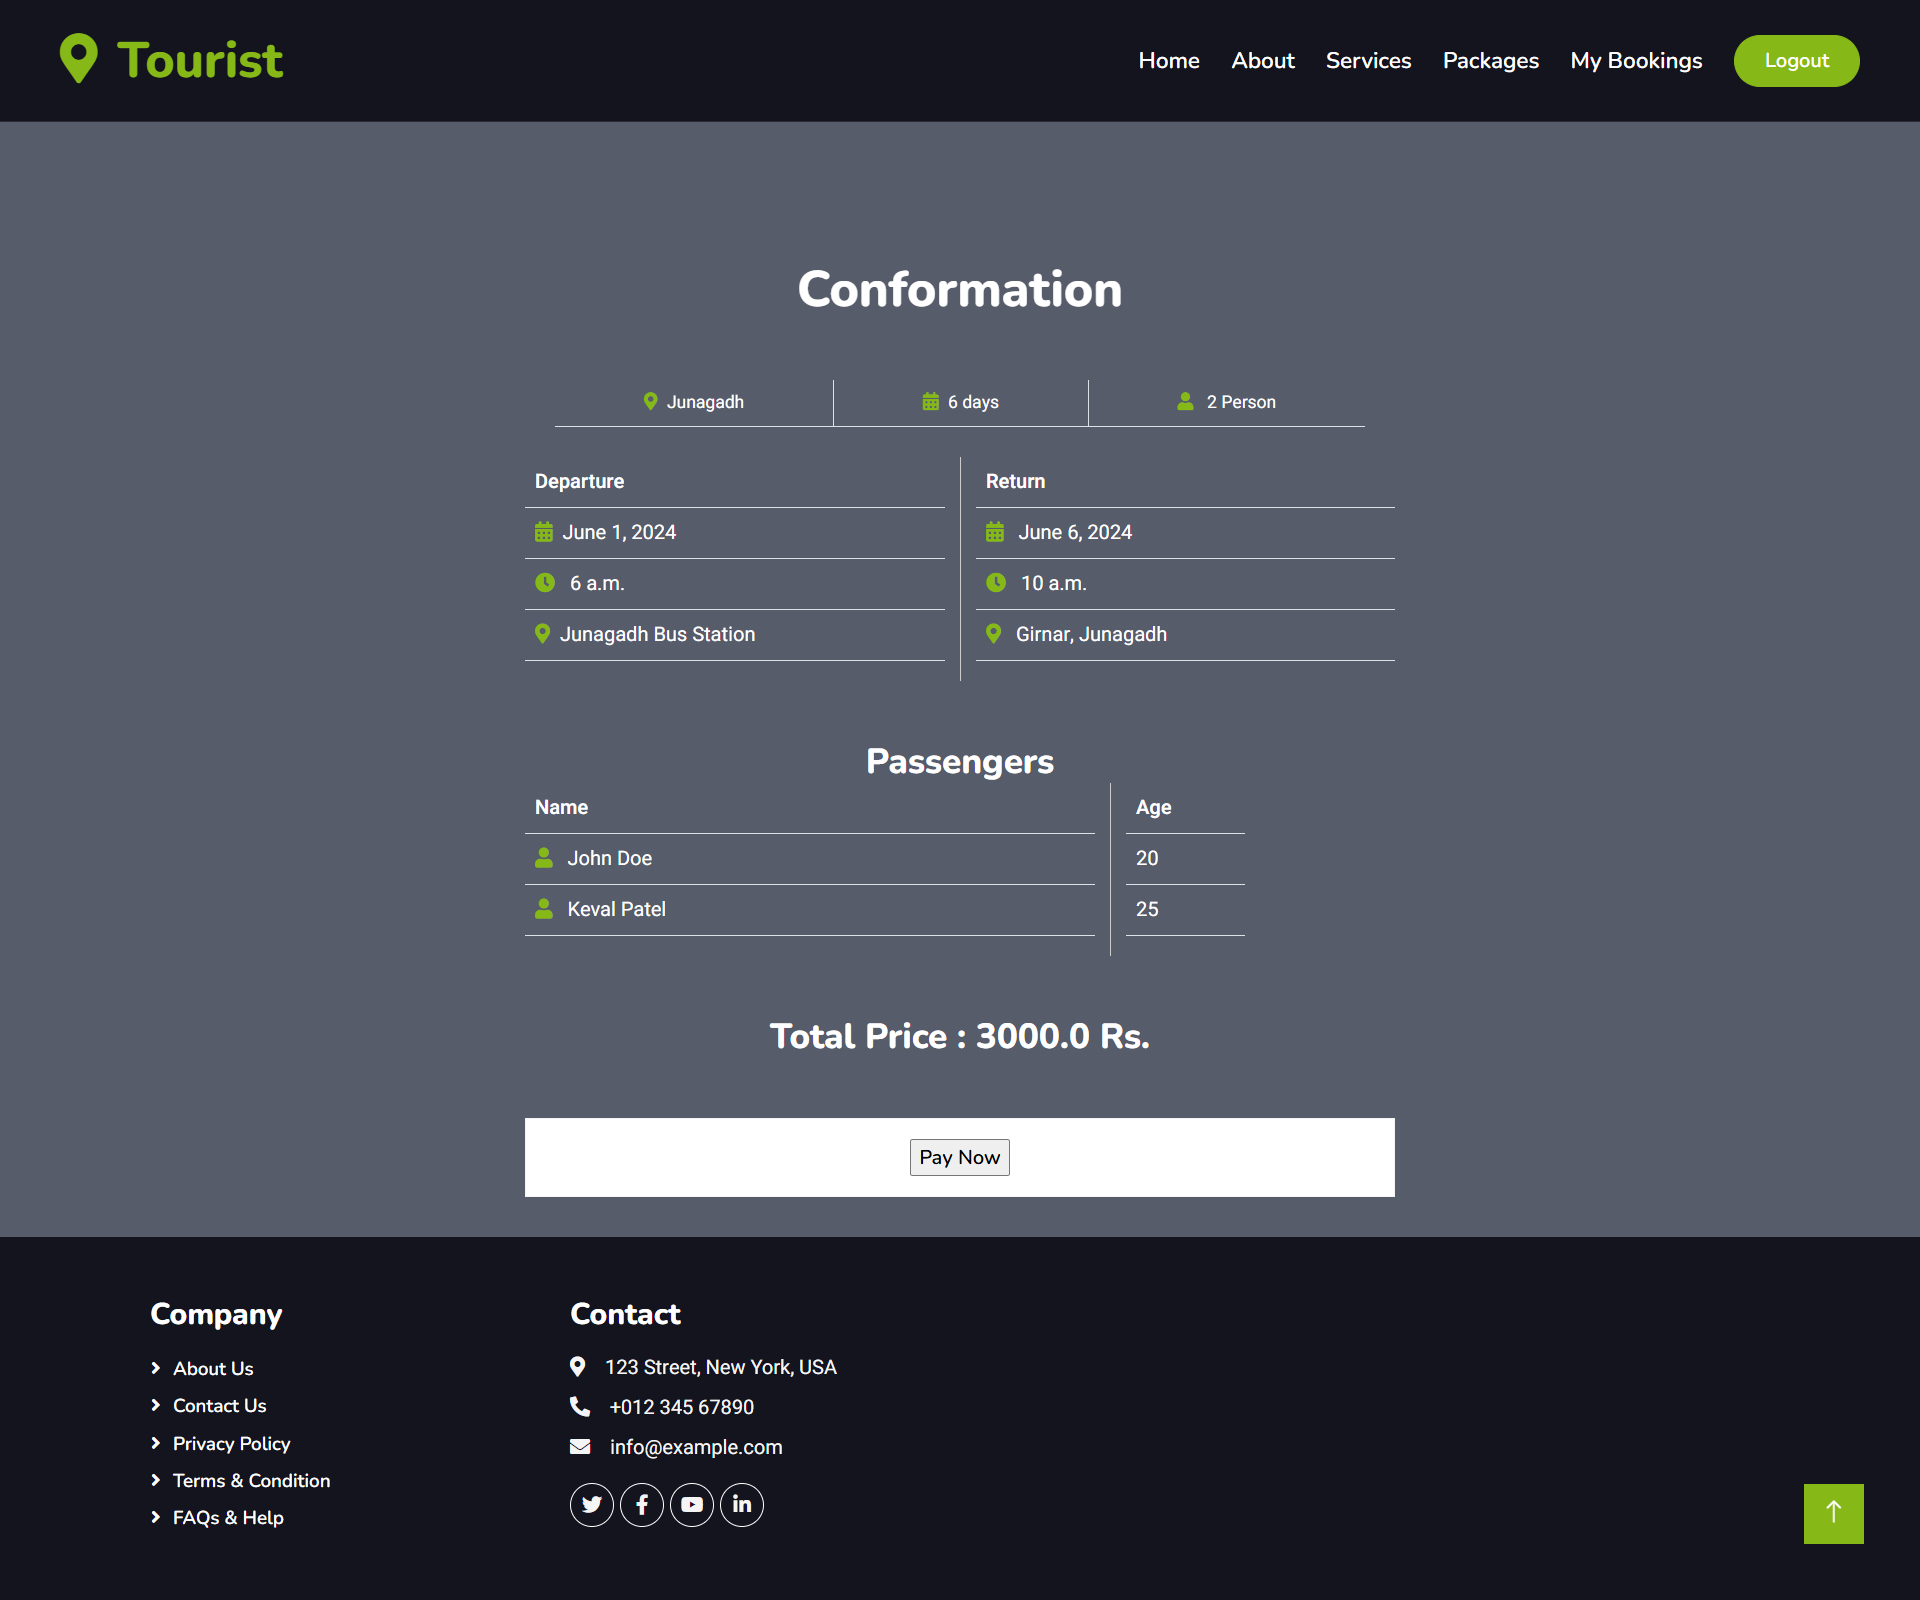 Tourist
Home About Services Packages My Bookings Logout
Conformation
Junagadh 6 days 2 Person
Departure Return
June 1, 2024 June 6, 2024
6 a.m. 10 a.m.
Junagadh Bus Station Girnar, Junagadh
Passengers
Name Age
John Doe 20
Keval Patel 25
Total Price : 3000.0 Rs.
Pay Now
Company
About Us
Contact Us
Privacy Policy
Terms & Condition
FAQs & Help
Contact
123 Street, New York, USA
+012 345 67890
info@example.com